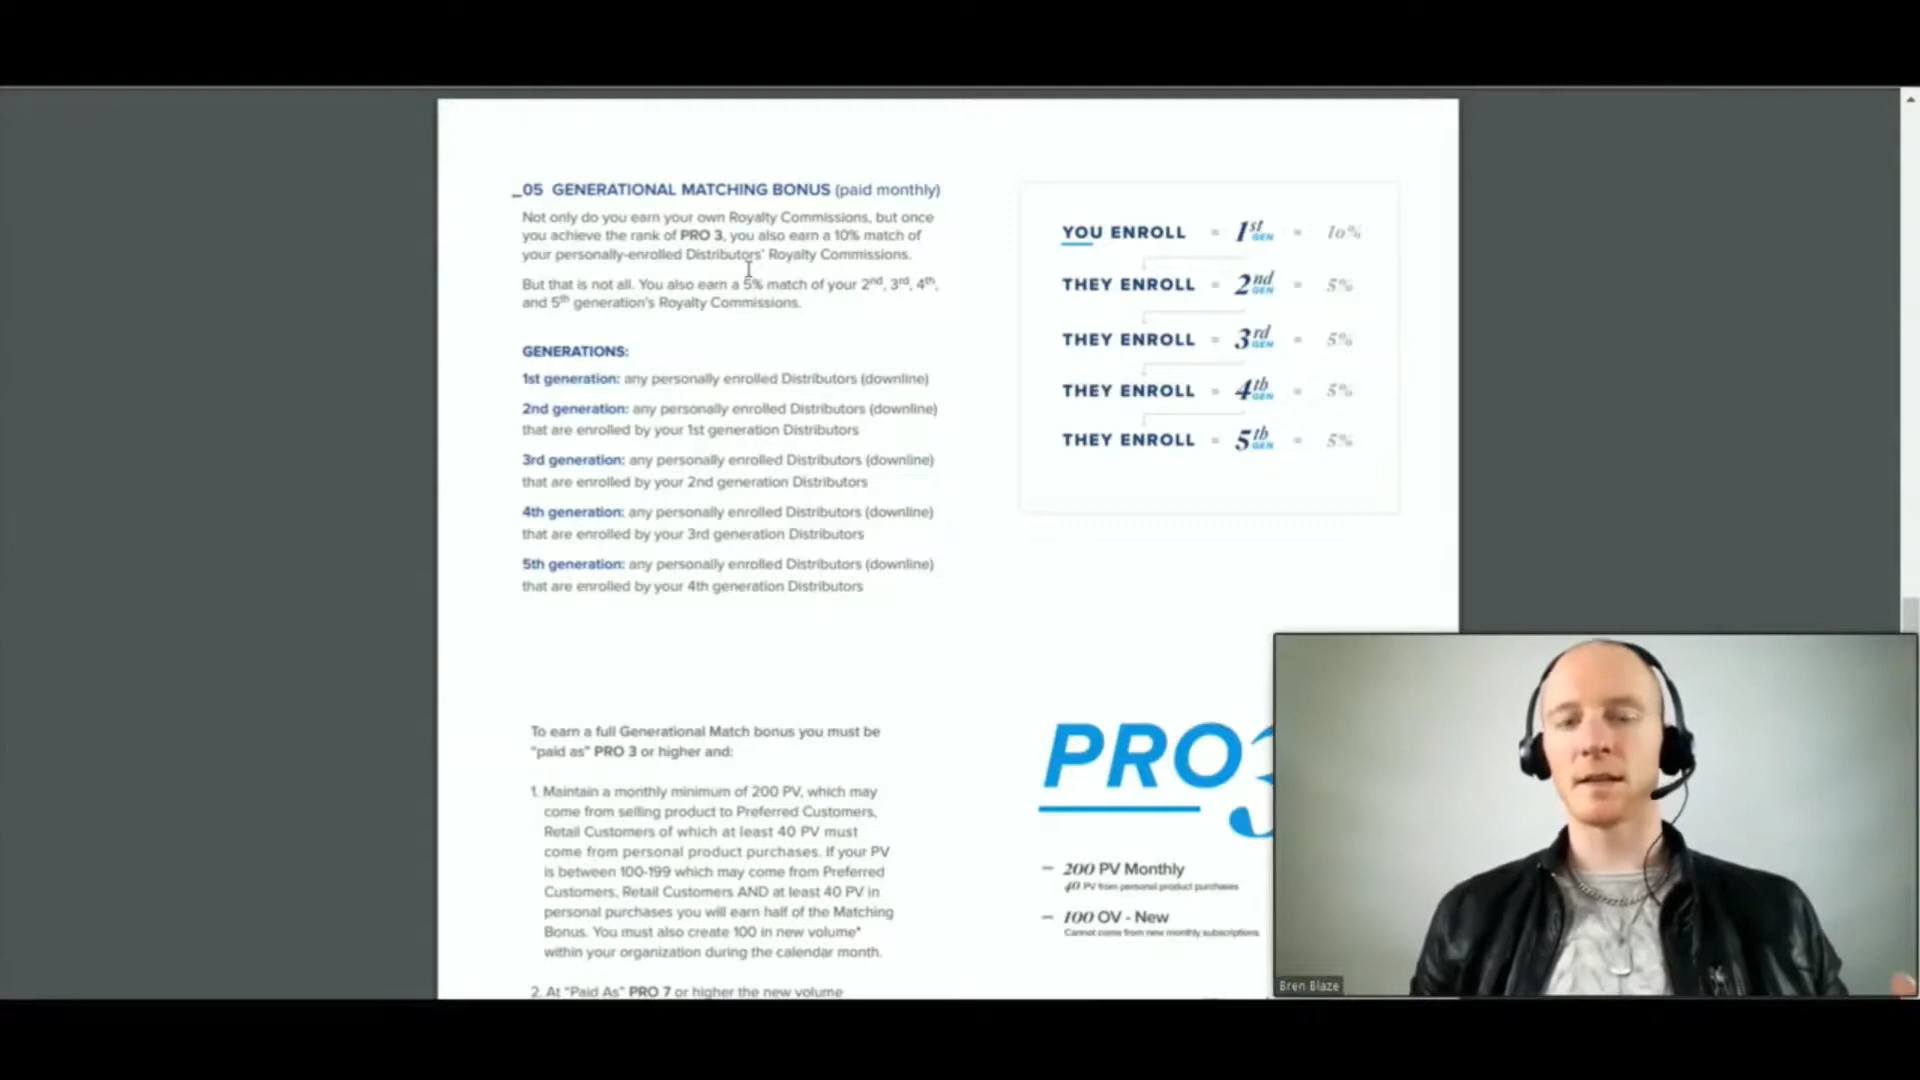 _05 GENERATIONAL MATCHING BONUS (paid monthly)
Not only do you earn your own Royalty Commissions, but once
you achieve the rank of PRO 3, you also earn a 10% match of
your personally-enrolled Distributors' Royalty Commissions.
But that is not all. You also earn a 5% match of your 2nd, 3rd, 4th,
and 5th generation's Royalty Commissions.
GENERATIONS:
1st generation: any personally enrolled Distributors (downline)
2nd generation: any personally enrolled Distributors (downline)
that are enrolled by your 1st generation Distributors
3rd generation: any personally enrolled Distributors (downline)
that are enrolled by your 2nd generation Distributors
4th generation: any personally enrolled Distributors (downline)
that are enrolled by your 3rd generation Distributors
5th generation: any personally enrolled Distributors (downline)
that are enrolled by your 4th generation Distributors
YOU ENROLL = 1st GEN = 10%
THEY ENROLL = 2nd GEN = 5%
THEY ENROLL = 3rd GEN = 5%
THEY ENROLL = 4th GEN = 5%
THEY ENROLL = 5th GEN = 5%
To earn a full Generational Match bonus you must be
"paid as" PRO 3 or higher and:
1. Maintain a monthly minimum of 200 PV, which may
come from selling product to Preferred Customers,
Retail Customers of which at least 40 PV must
come from personal product purchases. If your PV
is between 100-199 which may come from Preferred
Customers, Retail Customers AND at least 40 PV in
personal purchases you will earn half of the Matching
Bonus. You must also create 100 in new volume*
within your organization during the calendar month.
2. At "Paid As" PRO 7 or higher the new volume
PRO 3
– 200 PV Monthly
40 PV from personal product purchases
– 100 OV - New
Cannot come from new monthly subscriptions
Bren Blaze